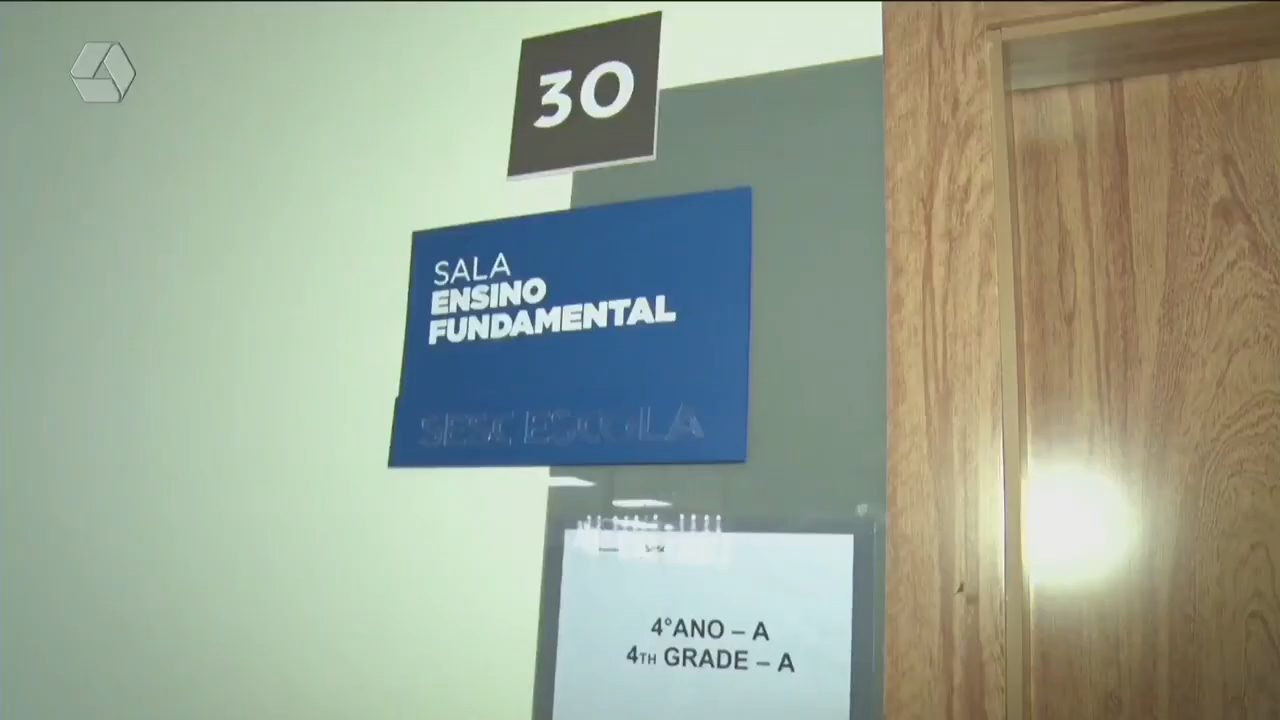 30
SALA
ENSINO
FUNDAMENTAL
SESC ESCOLA
4°ANO – A
4TH GRADE – A